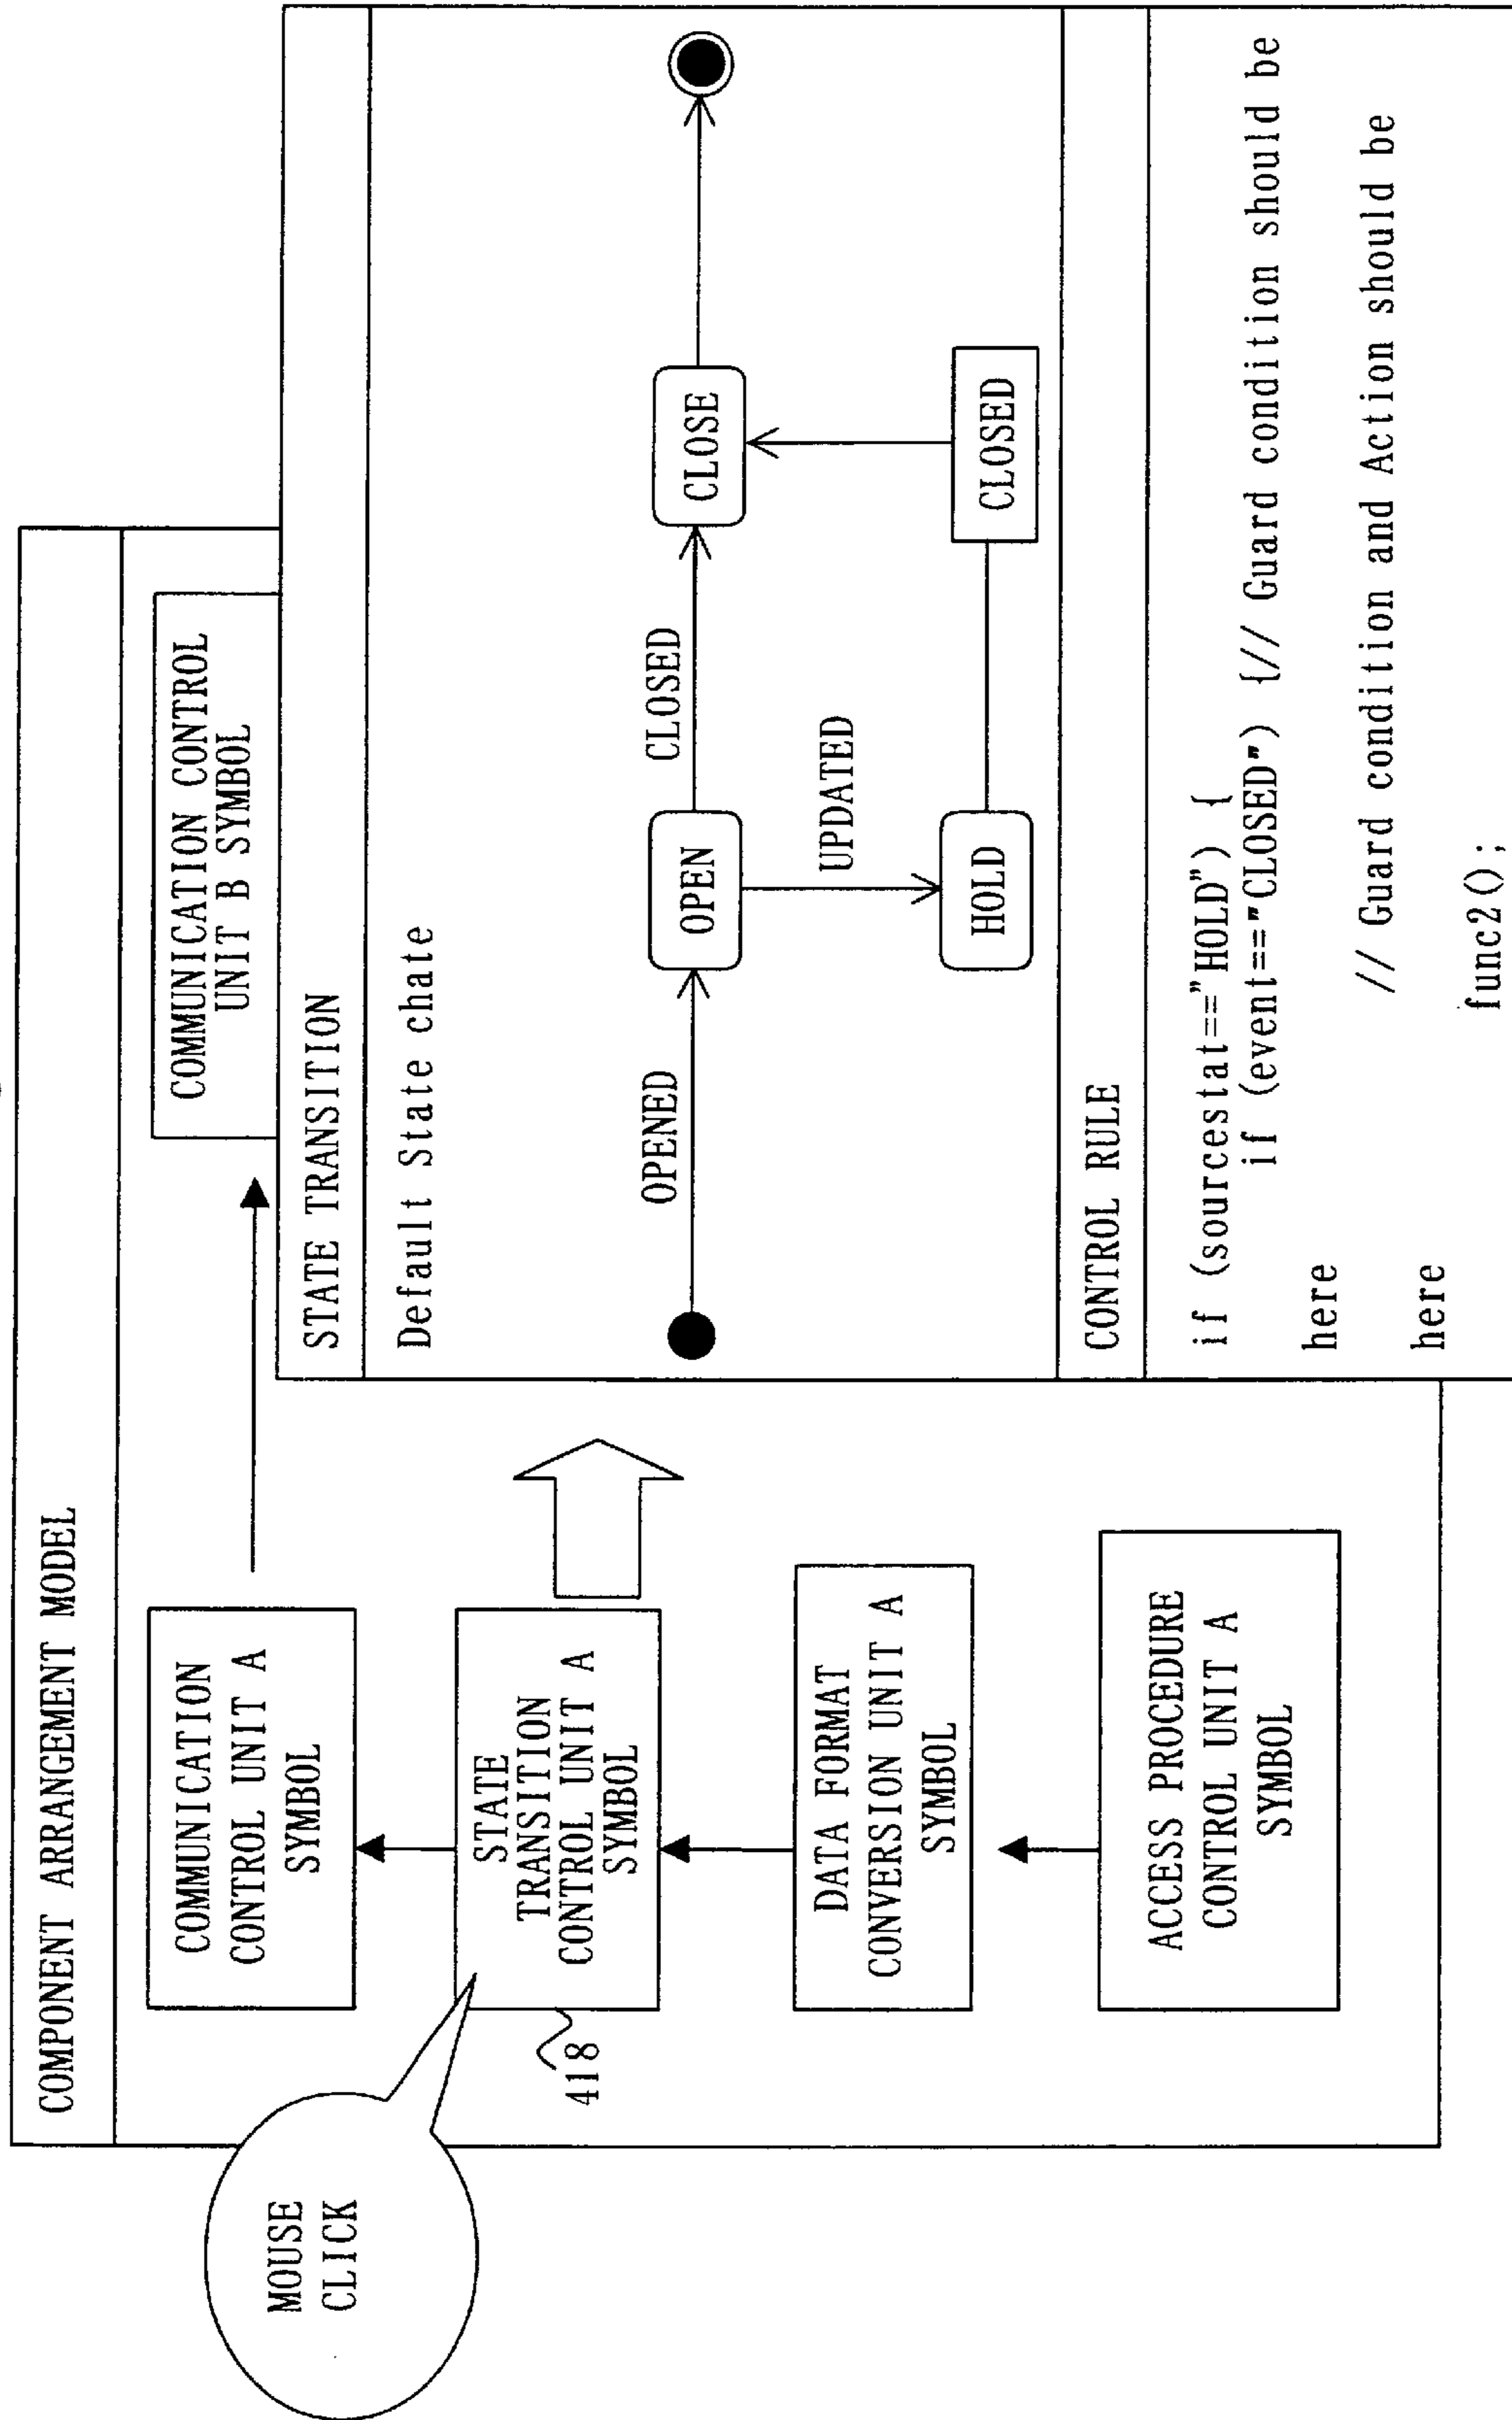 COMPONENT ARRANGEMENT MODEL
MOUSE
CLICK
COMMUNICATION
CONTROL UNIT A
SYMBOL
COMMUNICATION CONTROL
UNIT B SYMBOL
STATE
TRANSITION
CONTROL UNIT A
SYMBOL
418
DATA FORMAT
CONVERSION UNIT A
SYMBOL
ACCESS PROCEDURE
CONTROL UNIT A
SYMBOL
STATE TRANSITION
Default State chate
OPENED
OPEN
CLOSED
CLOSE
UPDATED
HOLD
CLOSED
CONTROL RULE
if (sourcestat=="HOLD") {
if (event=="CLOSED") {// Guard condition should be
here
// Guard condition and Action should be
here
func2();